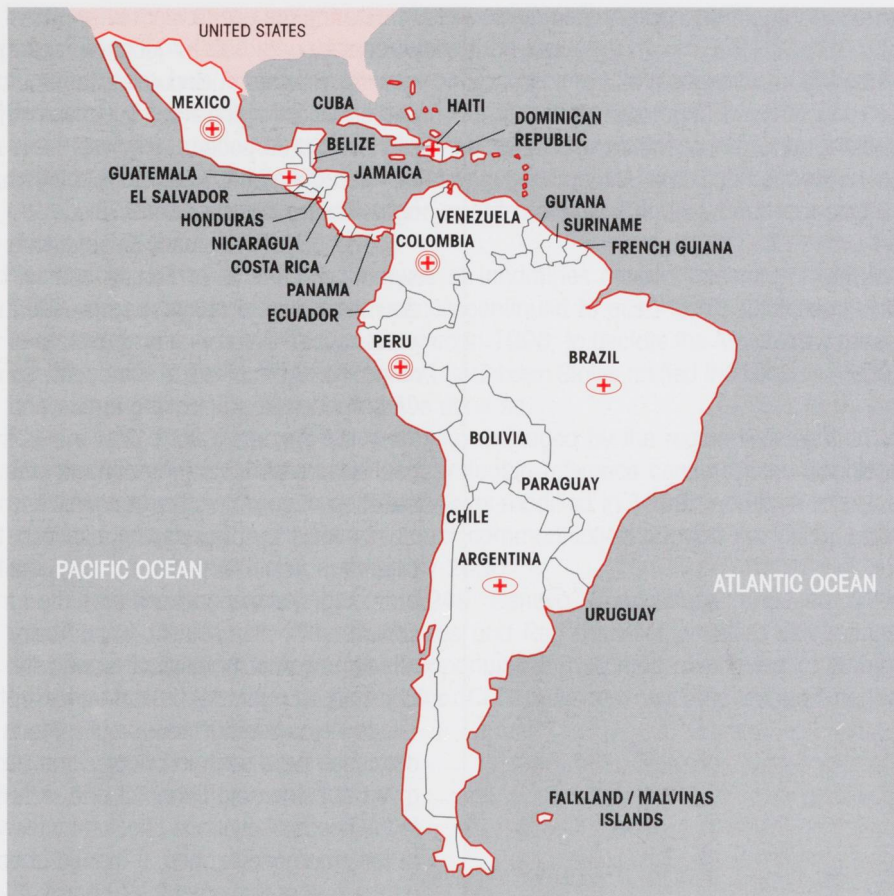 UNITED STATES
MEXICO
CUBA
HAITI
DOMINICAN
REPUBLIC
BELIZE
GUATEMALA
JAMAICA
EL SALVADOR
HONDURAS
NICARAGUA
COSTA RICA
PANAMA
VENEZUELA
GUYANA
SURINAME
FRENCH GUIANA
COLOMBIA
ECUADOR
PERU
BRAZIL
BOLIVIA
PARAGUAY
CHILE
ARGENTINA
PACIFIC OCEAN
ATLANTIC OCEAN
URUGUAY
FALKLAND / MALVINAS
ISLANDS